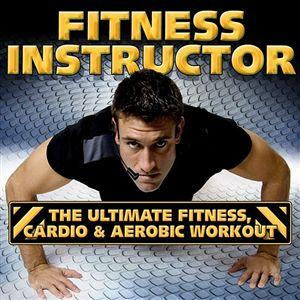 FITNESS
INSTRUCTOR
THE ULTIMATE FITNESS,
CARDIO & AEROBIC WORKOUT